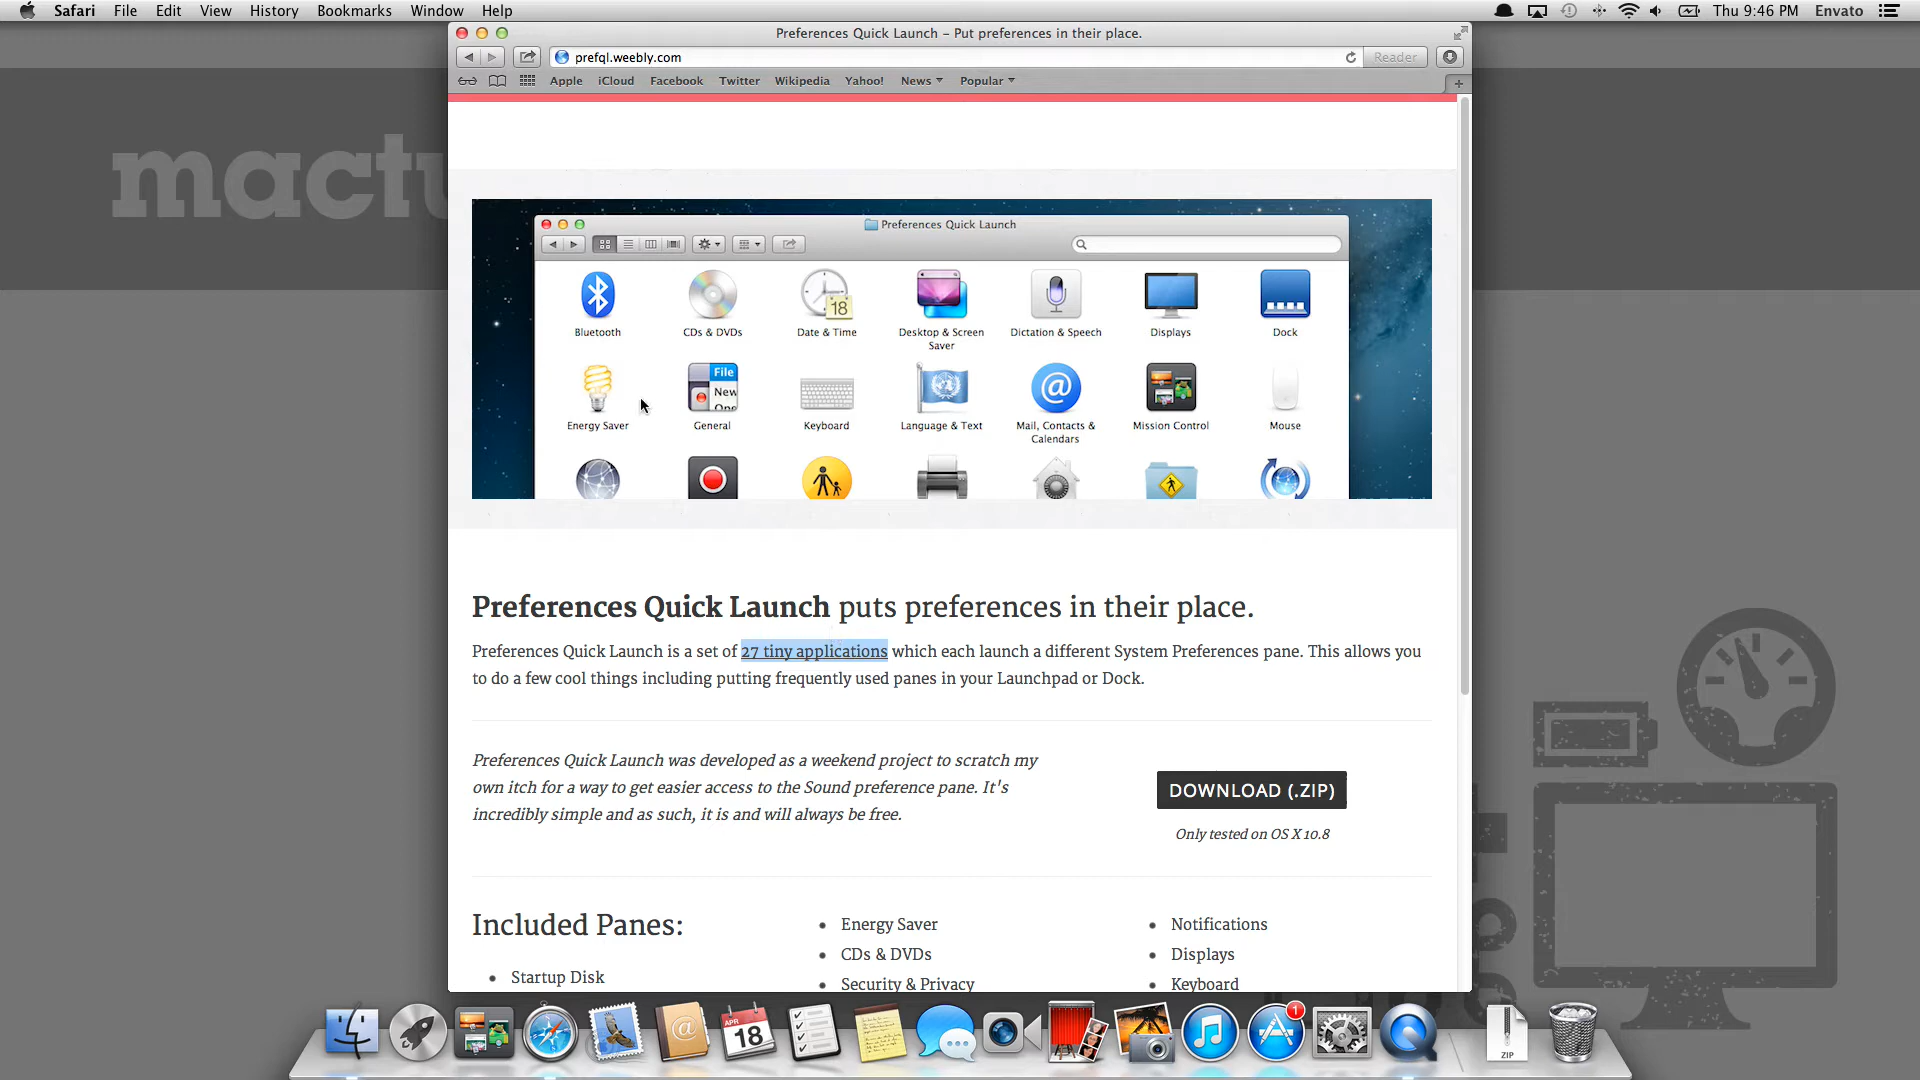 Safari File Edit View History Bookmarks Window Help Thu 9:46 PM Envato
Preferences Quick Launch – Put preferences in their place.
prefql.weebly.com Reader
Apple iCloud Facebook Twitter Wikipedia Yahoo! News Popular
mactu
Preferences Quick Launch
Bluetooth CDs & DVDs Date & Time Desktop & Screen Saver Dictation & Speech Displays Dock
18
File
New
Energy Saver General Keyboard Language & Text Mail, Contacts & Calendars Mission Control Mouse
Preferences Quick Launch puts preferences in their place.
Preferences Quick Launch is a set of 27 tiny applications which each launch a different System Preferences pane. This allows you
to do a few cool things including putting frequently used panes in your Launchpad or Dock.
Preferences Quick Launch was developed as a weekend project to scratch my
own itch for a way to get easier access to the Sound preference pane. It's
incredibly simple and as such, it is and will always be free.
DOWNLOAD (.ZIP)
Only tested on OS X 10.8
Included Panes:
Startup Disk
Energy Saver
CDs & DVDs
Security & Privacy
Notifications
Displays
Keyboard
APR
18
1
ZIP